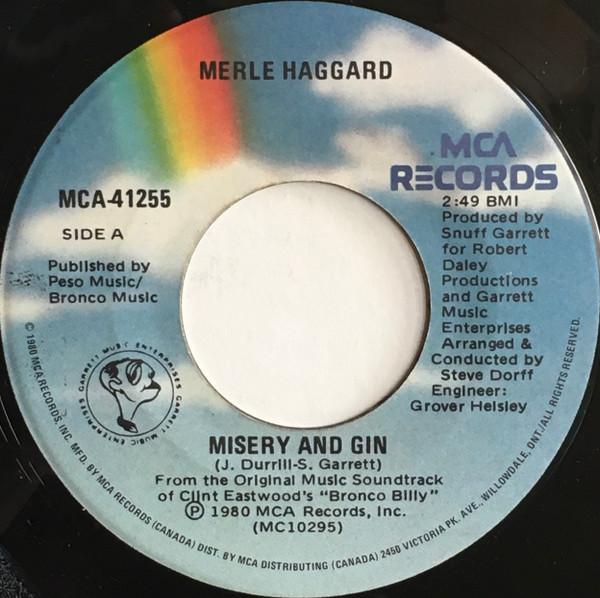 MERLE HAGGARD
MCA
RECORDS
MCA-41255
SIDE A
Published by
Peso Music/
Bronco Music
2:49 BMI
Produced by
Snuff Garrett
for Robert
Daley
Productions
and Garrett
Music
Enterprises
Arranged &
Conducted by
Steve Dorff
Engineer:
Grover Helsley
GARRETT MUSIC ENTERPRISES GARRETT MUSIC ENTERPRISES
MISERY AND GIN
(J. Durrill-S. Garrett)
From the Original Music Soundtrack
of Clint Eastwood's "Bronco Billy"
Ⓟ 1980 MCA Records, Inc.
(MC10295)
© 1980 MCA RECORDS, INC. MFD. BY MCA RECORDS (CANADA) DIST. BY MCA DISTRIBUTING (CANADA) 2450 VICTORIA PK. AVE., WILLOWDALE, ONT./ALL RIGHTS RESERVED.